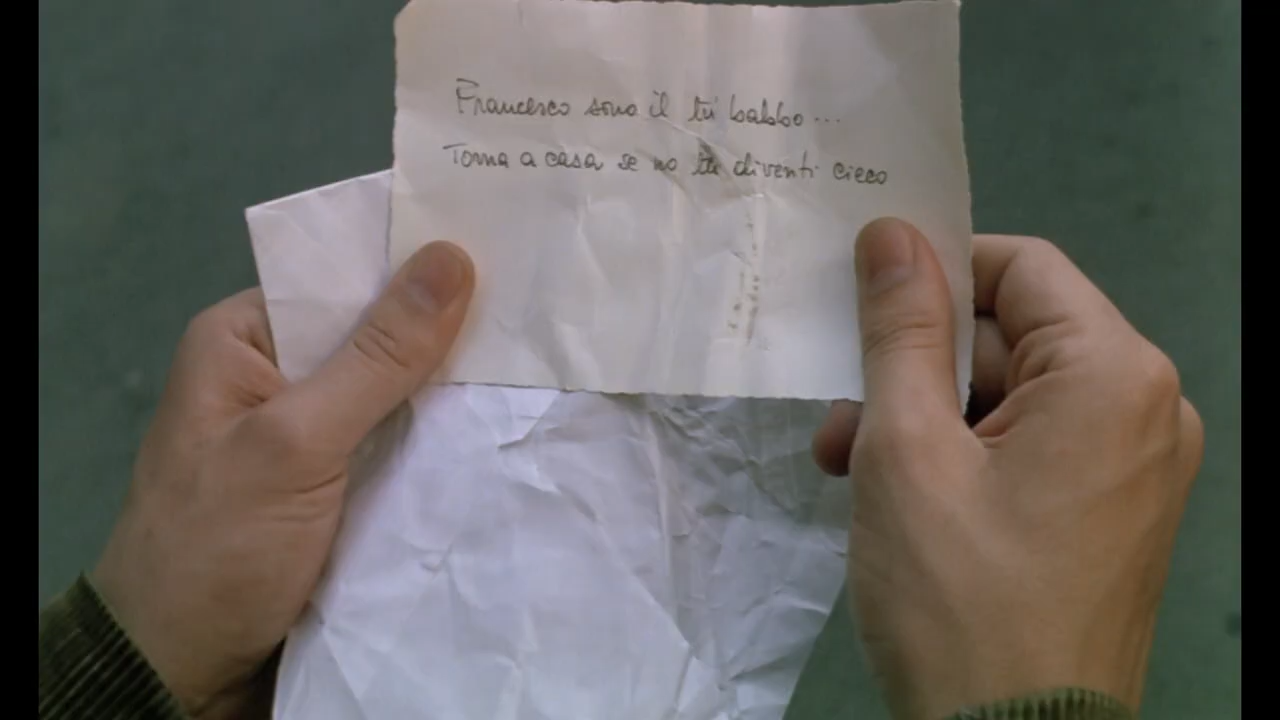 Francesco sono il tu' babbo...
Torna a casa se no tu diventi cieco